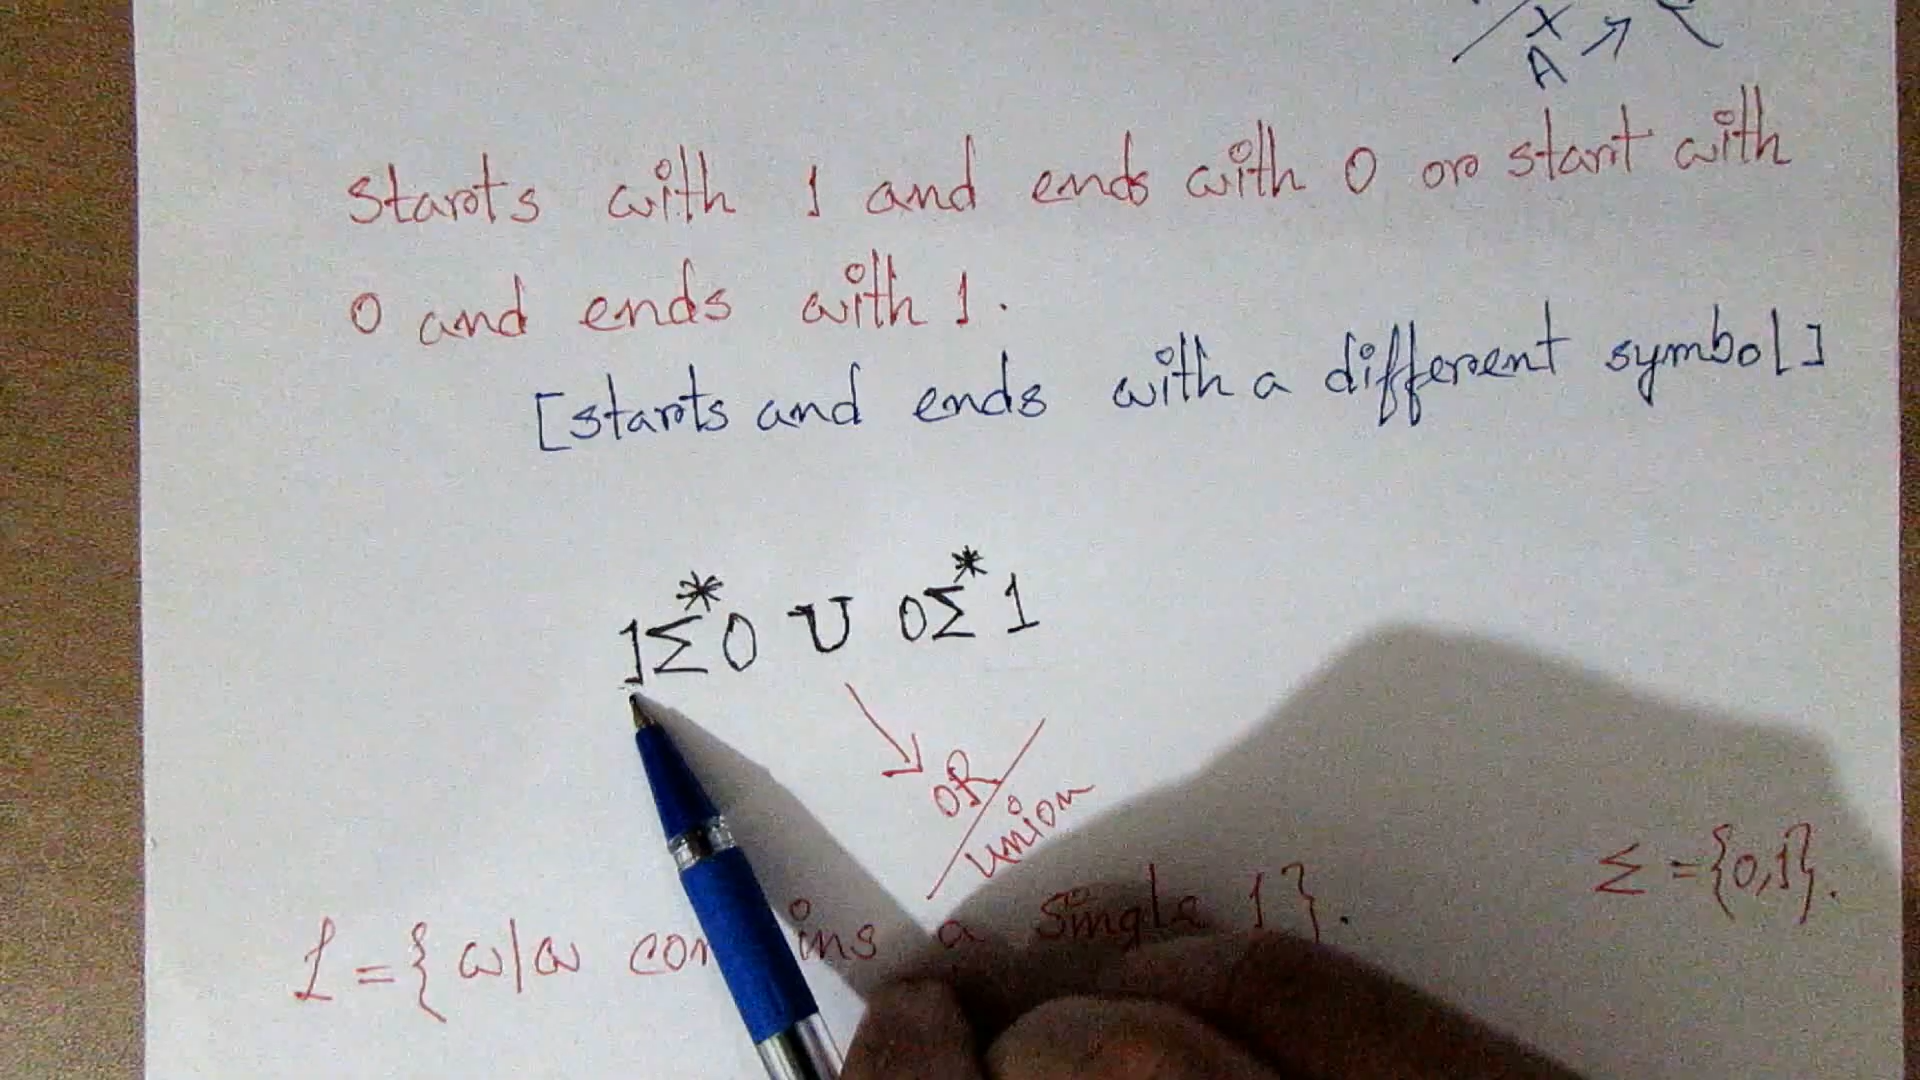 X
A ↗
starts with 1 and ends with 0 or start with
0 and ends with 1.
[starts and ends with a different symbol]
1Σ*0 ∪ 0Σ*1
OR/union
Σ={0,1}.
L={w|w con ins a single 1}.